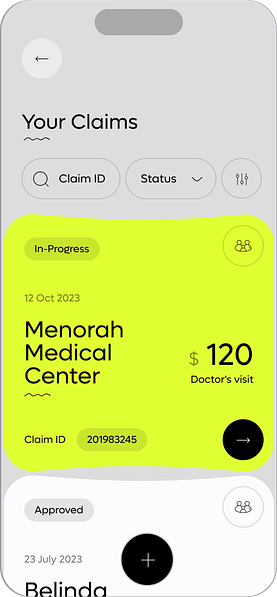 Your Claims
Claim ID
Status
In-Progress
12 Oct 2023
Menorah
Medical
Center
$ 120
Doctor's visit
Claim ID 201983245
Approved
23 July 2023
Belinda